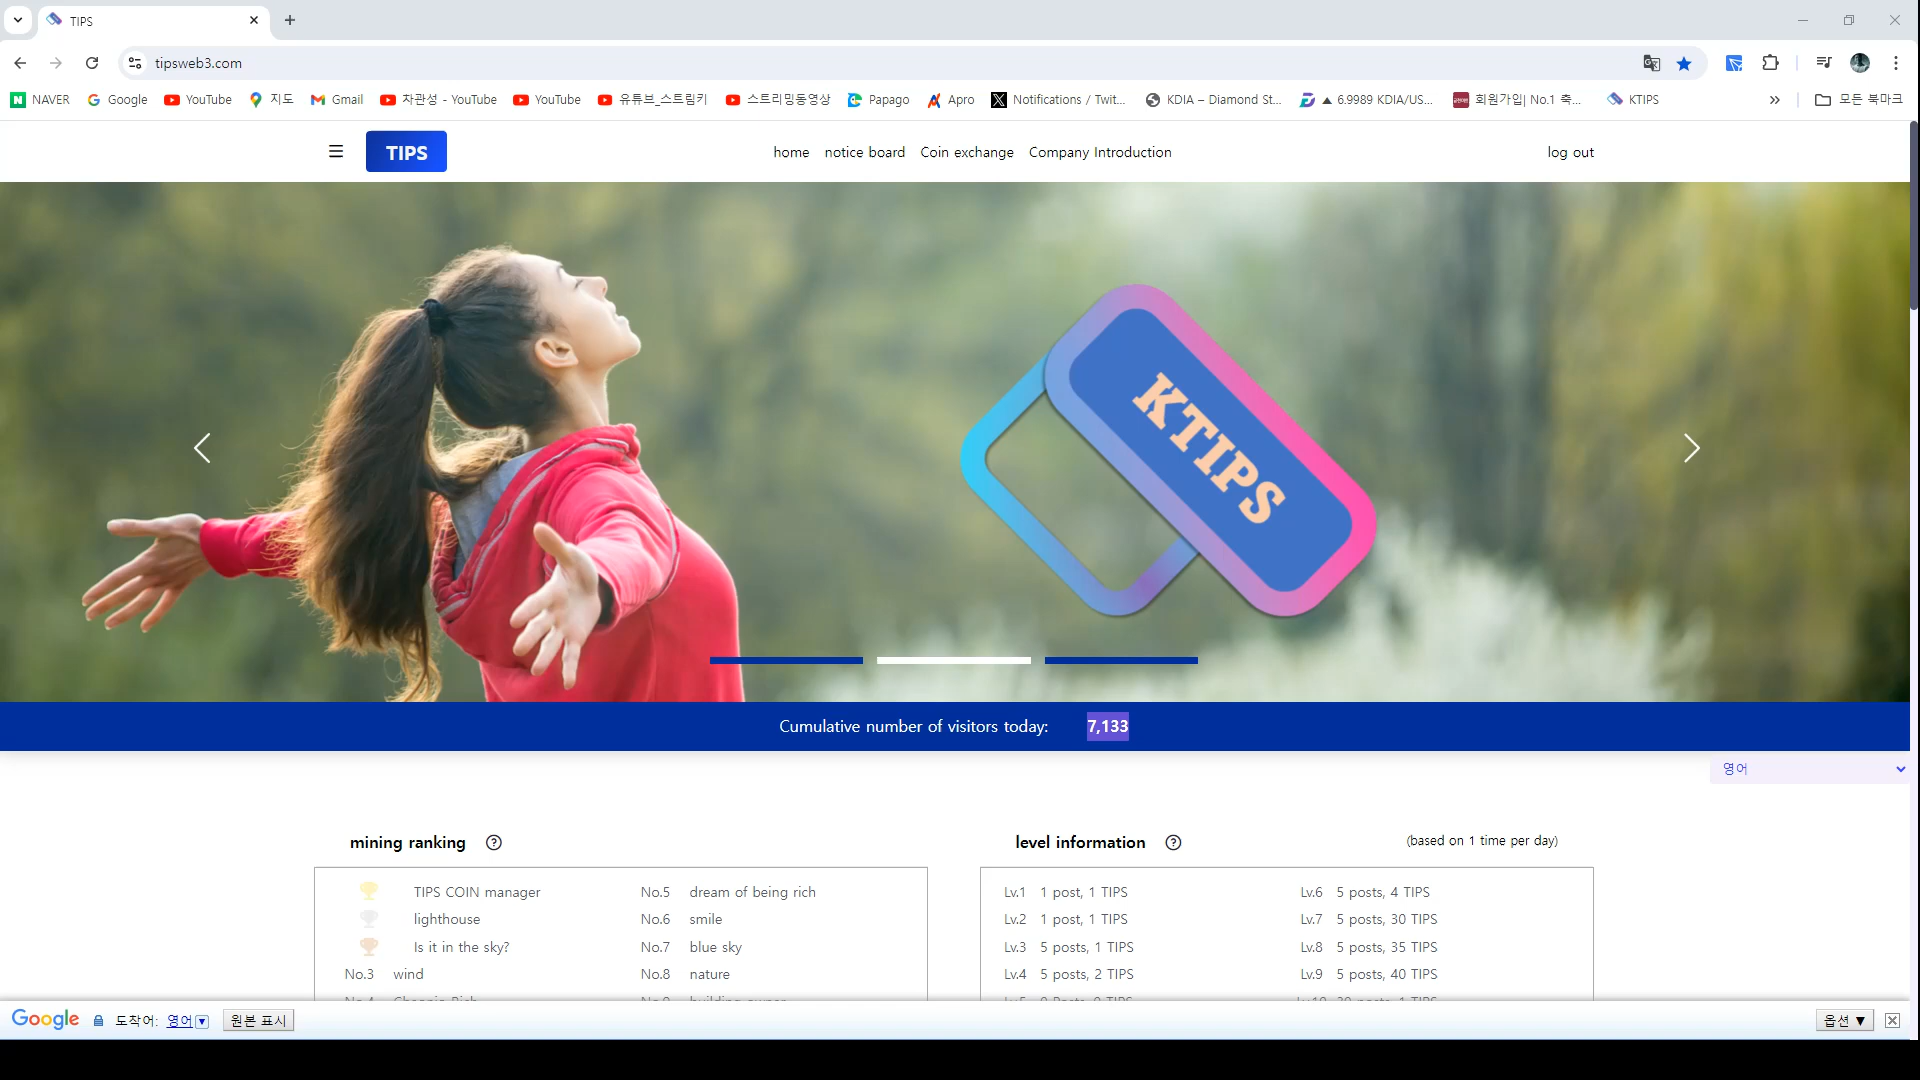 TIPS
tipsweb3.com
NAVER Google YouTube 지도 Gmail 차관성 - YouTube YouTube 유튜브_스트림키 스트리밍동영상 Papago Apro Notifications / Twit... KDIA – Diamond St... ▲ 6.9989 KDIA/US... 회원가입| No.1 축... KTIPS » 모든 북마크
TIPS home notice board Coin exchange Company Introduction log out
KTIPS
Cumulative number of visitors today: 7,133
영어
mining ranking
TIPS COIN manager No.5 dream of being rich
lighthouse No.6 smile
Is it in the sky? No.7 blue sky
No.3 wind No.8 nature
level information (based on 1 time per day)
Lv.1 1 post, 1 TIPS Lv.6 5 posts, 4 TIPS
Lv.2 1 post, 1 TIPS Lv.7 5 posts, 30 TIPS
Lv.3 5 posts, 1 TIPS Lv.8 5 posts, 35 TIPS
Lv.4 5 posts, 2 TIPS Lv.9 5 posts, 40 TIPS
Google 도착어: 영어 원본 표시 옵션 ▼